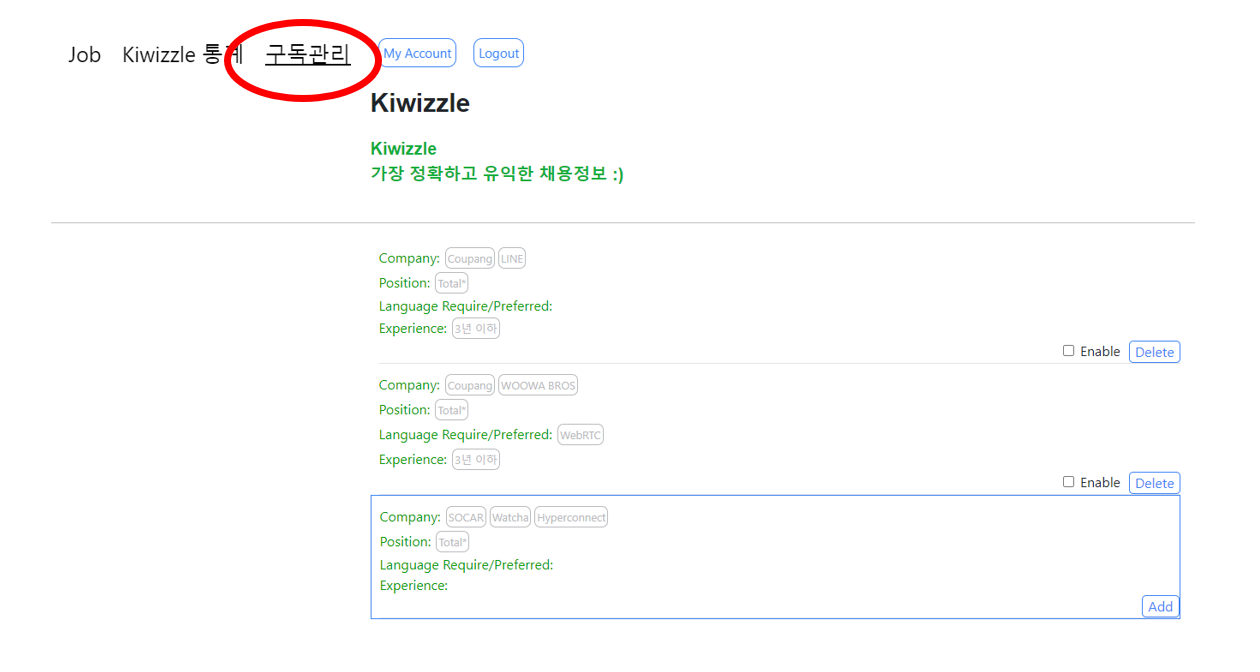 Job Kiwizzle 통계 구독관리 My Account Logout
Kiwizzle
Kiwizzle
가장 정확하고 유익한 채용정보 :)
Company: Coupang LINE
Position: Total*
Language Require/Preferred:
Experience: 3년 이하
Enable Delete
Company: Coupang WOOWA BROS
Position: Total*
Language Require/Preferred: WebRTC
Experience: 3년 이하
Enable Delete
Company: SOCAR Watcha Hyperconnect
Position: Total*
Language Require/Preferred:
Experience:
Add